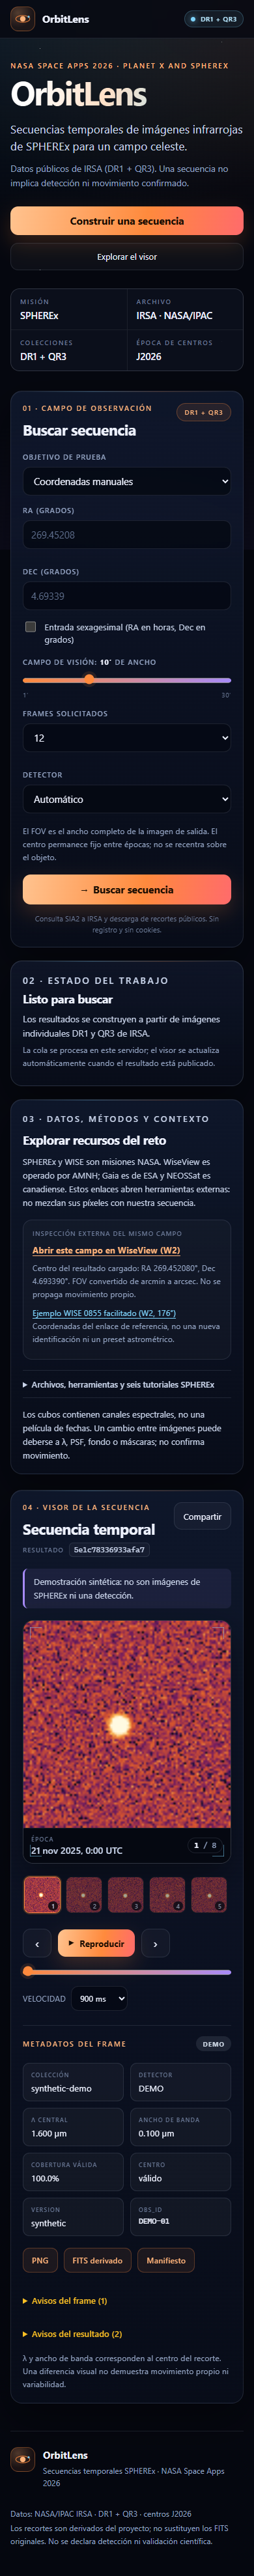 OrbitLens
DR1 + QR3
NASA SPACE APPS 2026 · PLANET X AND SPHEREX
OrbitLens
Secuencias temporales de imágenes infrarrojas
de SPHEREx para un campo celeste.
Datos públicos de IRSA (DR1 + QR3). Una secuencia no
implica detección ni movimiento confirmado.
Construir una secuencia
Explorar el visor
MISIÓN
SPHEREx
ARCHIVO
IRSA · NASA/IPAC
COLECCIONES
DR1 + QR3
ÉPOCA DE CENTROS
J2026
01 · CAMPO DE OBSERVACIÓN
DR1 + QR3
Buscar secuencia
OBJETIVO DE PRUEBA
Coordenadas manuales
RA (GRADOS)
269.45208
DEC (GRADOS)
4.69339
Entrada sexagesimal (RA en horas, Dec en
grados)
CAMPO DE VISIÓN: 10' DE ANCHO
1'
30'
FRAMES SOLICITADOS
12
DETECTOR
Automático
El FOV es el ancho completo de la imagen de salida. El
centro permanece fijo entre épocas; no se recentra sobre
el objeto.
→ Buscar secuencia
Consulta SIA2 a IRSA y descarga de recortes públicos. Sin
registro y sin cookies.
02 · ESTADO DEL TRABAJO
Listo para buscar
Los resultados se construyen a partir de imágenes
individuales DR1 y QR3 de IRSA.
La cola se procesa en este servidor; el visor se actualiza
automáticamente cuando el resultado está publicado.
03 · DATOS, MÉTODOS Y CONTEXTO
Explorar recursos del reto
SPHEREx y WISE son misiones NASA. WiseView es
operado por AMNH; Gaia es de ESA y NEOSSat es
canadiense. Estos enlaces abren herramientas externas:
no mezclan sus píxeles con nuestra secuencia.
INSPECCIÓN EXTERNA DEL MISMO CAMPO
Abrir este campo en WiseView (W2)
Centro del resultado cargado: RA 269.452080°, Dec
4.693390°. FOV convertido de arcmin a arcsec. No se
propaga movimiento propio.
Ejemplo WISE 0855 facilitado (W2, 176")
Coordenadas del enlace de referencia, no una nueva
identificación ni un preset astrométrico.
▶ Archivos, herramientas y seis tutoriales SPHEREx
Los cubos contienen canales espectrales, no una
película de fechas. Un cambio entre imágenes puede
deberse a λ, PSF, fondo o máscaras; no confirma
movimiento.
04 · VISOR DE LA SECUENCIA
Secuencia temporal
Compartir
RESULTADO 5e1c78336933afa7
Demostración sintética: no son imágenes de
SPHEREx ni una detección.
ÉPOCA
21 nov 2025, 0:00 UTC
1 / 8
1
2
3
4
5
‹
▶ Reproducir
›
VELOCIDAD
900 ms
METADATOS DEL FRAME
DEMO
COLECCIÓN
synthetic-demo
DETECTOR
DEMO
Λ CENTRAL
1.600 µm
ANCHO DE BANDA
0.100 µm
COBERTURA VÁLIDA
100.0%
CENTRO
válido
VERSION
synthetic
OBS_ID
DEMO-01
PNG
FITS derivado
Manifiesto
▶ Avisos del frame (1)
▶ Avisos del resultado (2)
λ y ancho de banda corresponden al centro del recorte.
Una diferencia visual no demuestra movimiento propio ni
variabilidad.
OrbitLens
Secuencias temporales SPHEREx · NASA Space Apps
2026
Datos: NASA/IPAC IRSA · DR1 + QR3 · centros J2026
Los recortes son derivados del proyecto; no sustituyen los FITS
originales. No se declara detección ni validación científica.